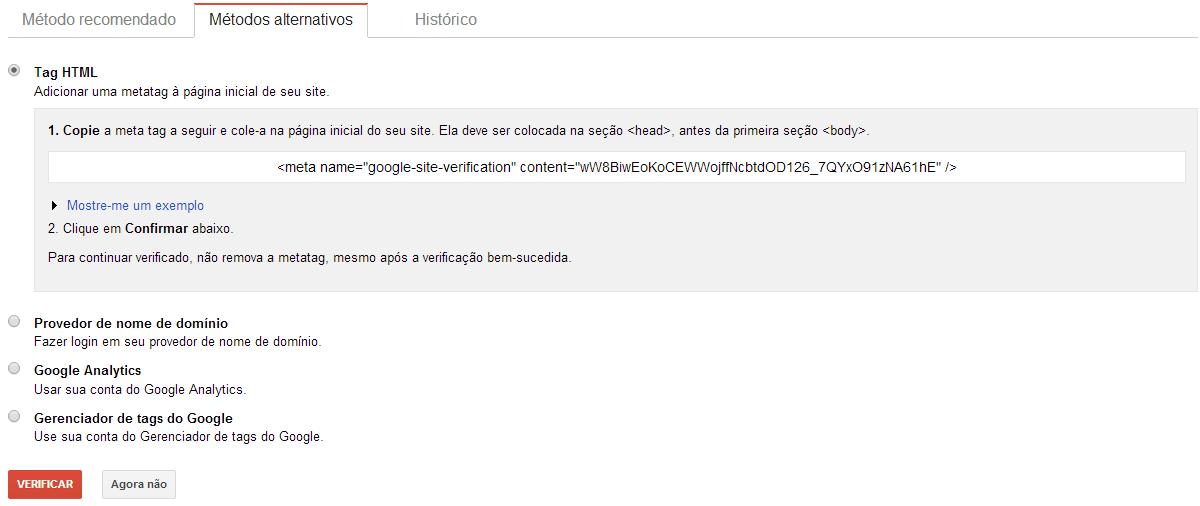 Método recomendado Métodos alternativos Histórico
Tag HTML
Adicionar uma metatag à página inicial de seu site.
1. Copie a meta tag a seguir e cole-a na página inicial do seu site. Ela deve ser colocada na seção <head>, antes da primeira seção <body>.
<meta name="google-site-verification" content="wW8BiwEoKoCEWWojffNcbtdOD126_7QYxO91zNA61hE" />
Mostre-me um exemplo
2. Clique em Confirmar abaixo.
Para continuar verificado, não remova a metatag, mesmo após a verificação bem-sucedida.
Provedor de nome de domínio
Fazer login em seu provedor de nome de domínio.
Google Analytics
Usar sua conta do Google Analytics.
Gerenciador de tags do Google
Use sua conta do Gerenciador de tags do Google.
VERIFICAR Agora não